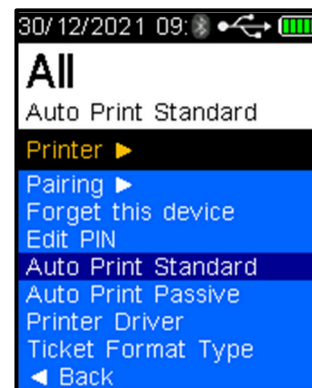 30/12/2021 09:
All
Auto Print Standard
Printer ►
Pairing ►
Forget this device
Edit PIN
Auto Print Standard
Auto Print Passive
Printer Driver
Ticket Format Type
◄ Back